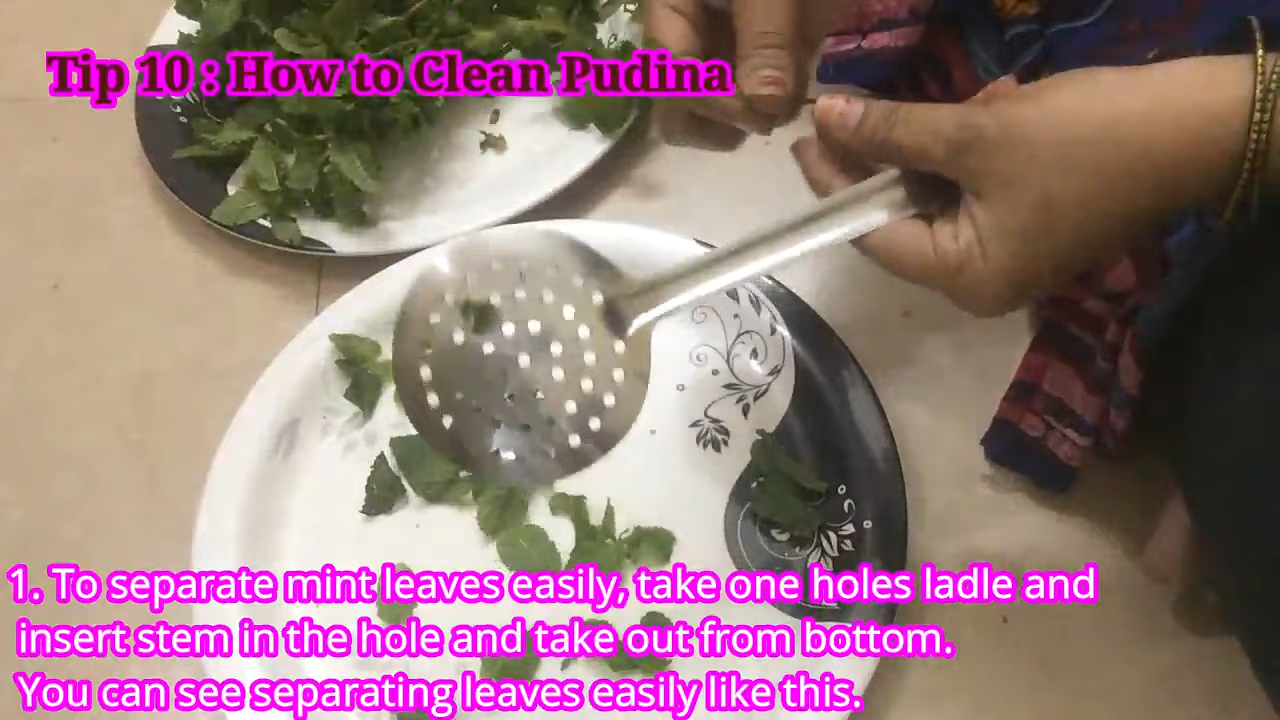 Tip 10 : How to Clean Pudina
1. To separate mint leaves easily, take one holes ladle and
insert stem in the hole and take out from bottom.
You can see separating leaves easily like this.